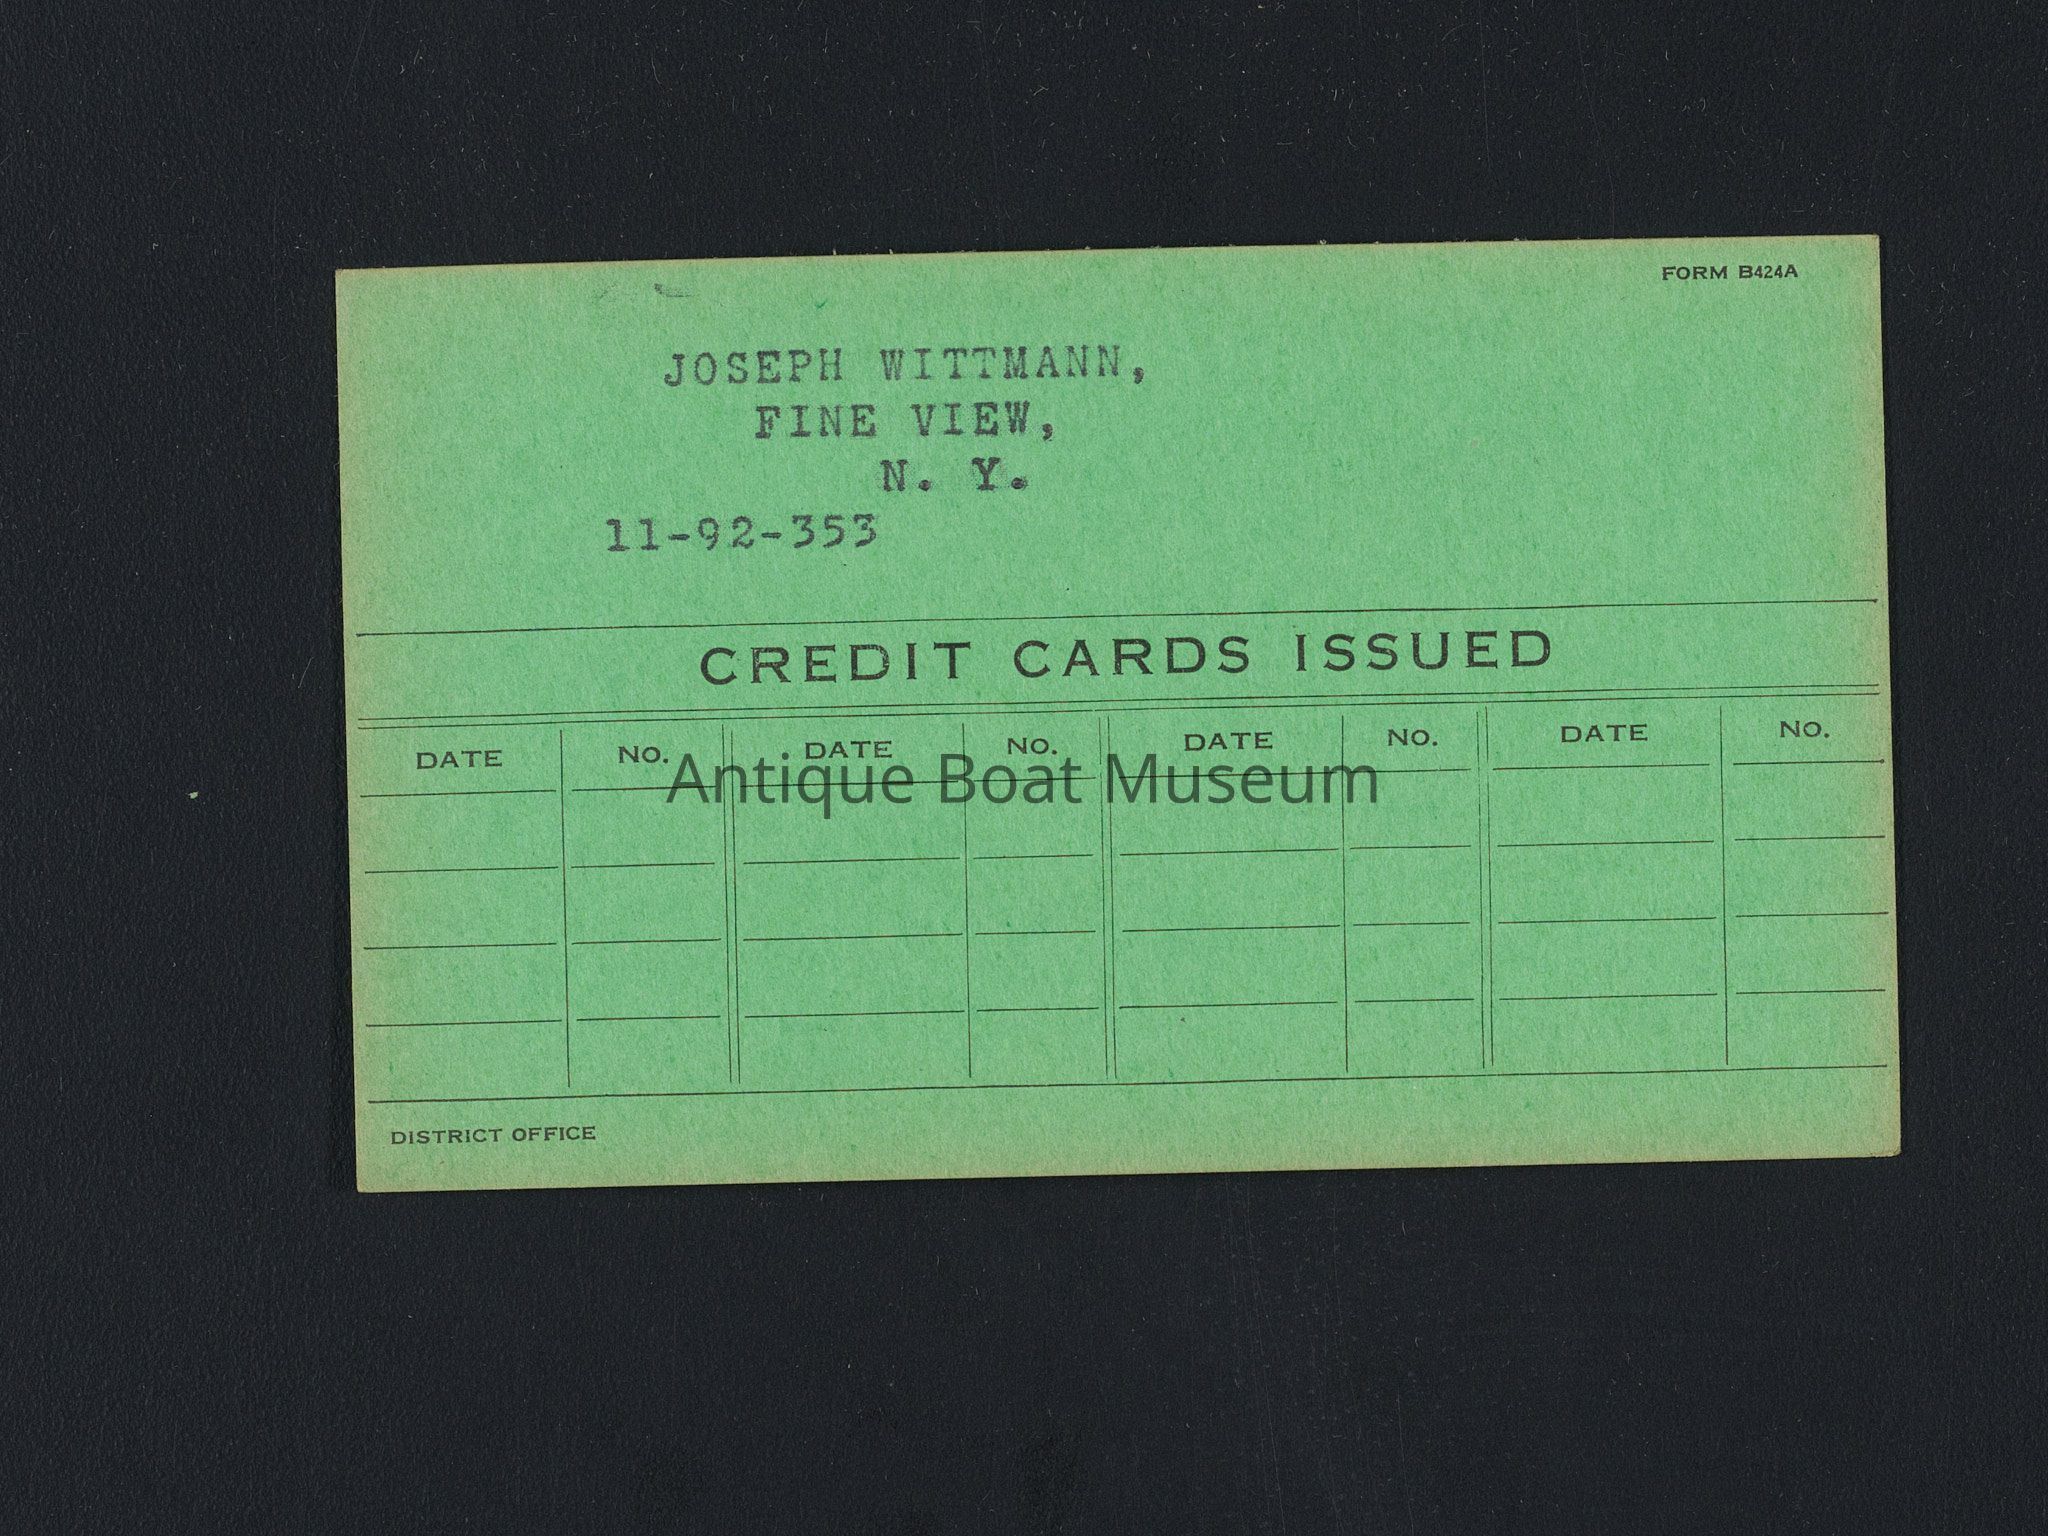 FORM B424A
JOSEPH WITTMANN,
FINE VIEW,
N. Y.
11-92-353
CREDIT CARDS ISSUED
DATE NO. DATE NO. DATE NO. DATE NO.
Antique Boat Museum
DISTRICT OFFICE